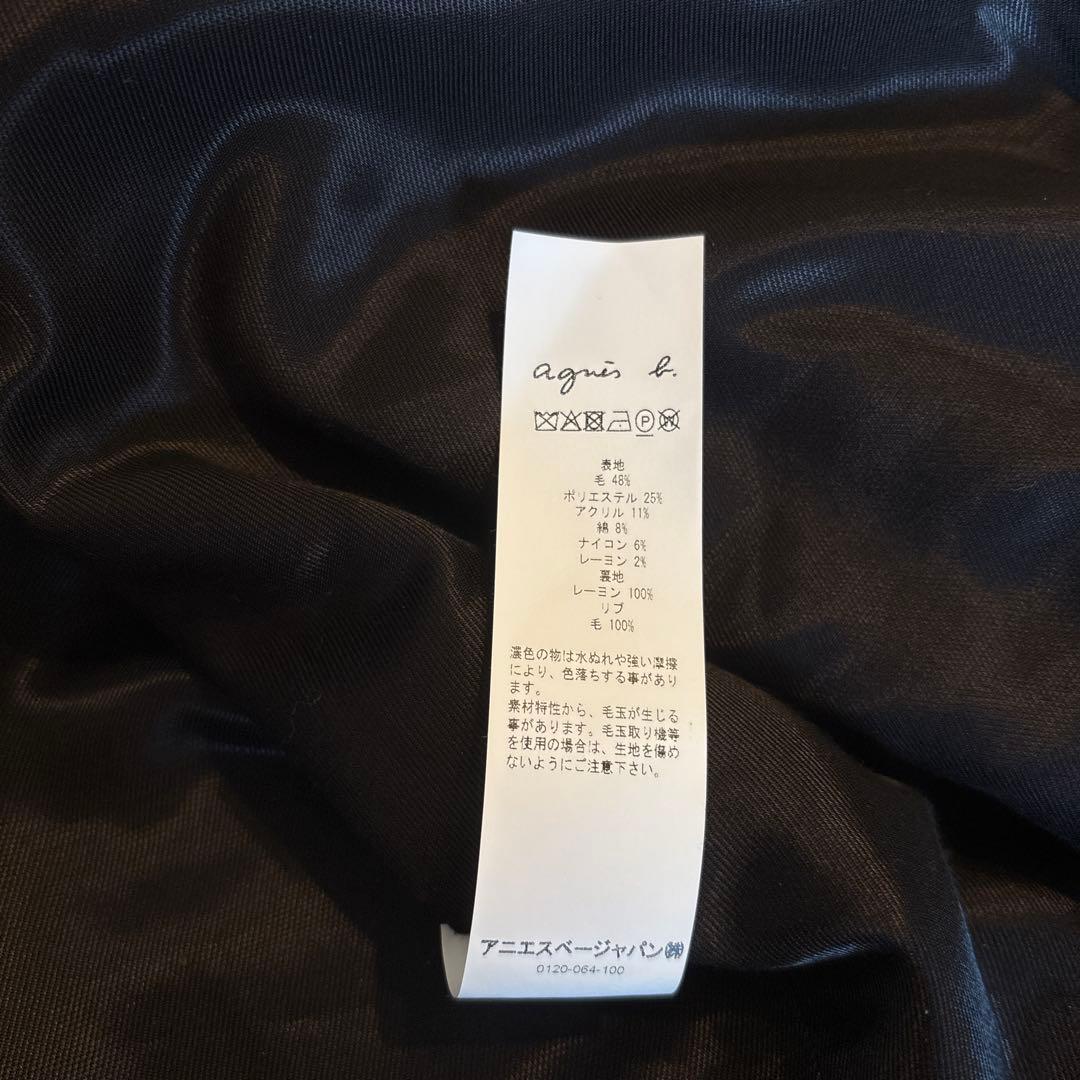 agnès b.
表地
毛 48%
ポリエステル 25%
アクリル 11%
綿 8%
ナイロン 6%
レーヨン 2%
裏地
レーヨン 100%
リブ
毛 100%
濃色の物は水ぬれや強い摩擦
により、色落ちする事があり
ます。
素材特性から、毛玉が生じる
事があります。毛玉取り機等
を使用の場合は、生地を傷め
ないようにご注意下さい。
アニエスベージャパン㈱
0120-064-100